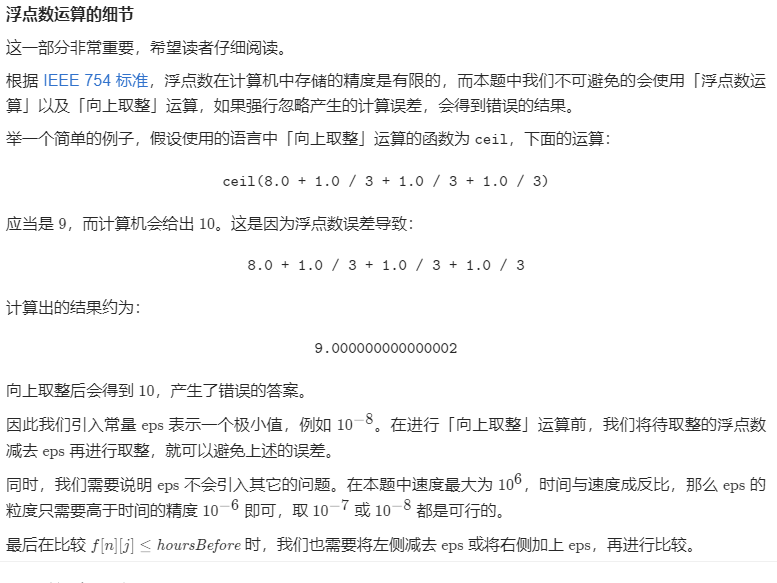 浮点数运算的细节
这一部分非常重要，希望读者仔细阅读。
根据 IEEE 754 标准，浮点数在计算机中存储的精度是有限的，而本题中我们不可避免的会使用「浮点数运
算」以及「向上取整」运算，如果强行忽略产生的计算误差，会得到错误的结果。
举一个简单的例子，假设使用的语言中「向上取整」运算的函数为 ceil，下面的运算：
ceil(8.0 + 1.0 / 3 + 1.0 / 3 + 1.0 / 3)
应当是 9，而计算机会给出 10。这是因为浮点数误差导致：
8.0 + 1.0 / 3 + 1.0 / 3 + 1.0 / 3
计算出的结果约为：
9.000000000000002
向上取整后会得到 10，产生了错误的答案。
因此我们引入常量 eps 表示一个极小值，例如 10⁻⁸。在进行「向上取整」运算前，我们将待取整的浮点数
减去 eps 再进行取整，就可以避免上述的误差。
同时，我们需要说明 eps 不会引入其它的问题。在本题中速度最大为 10⁶，时间与速度成反比，那么 eps 的
粒度只需要高于时间的精度 10⁻⁶ 即可，取 10⁻⁷ 或 10⁻⁸ 都是可行的。
最后在比较 f[n][j] ≤ hoursBefore 时，我们也需要将左侧减去 eps 或将右侧加上 eps，再进行比较。